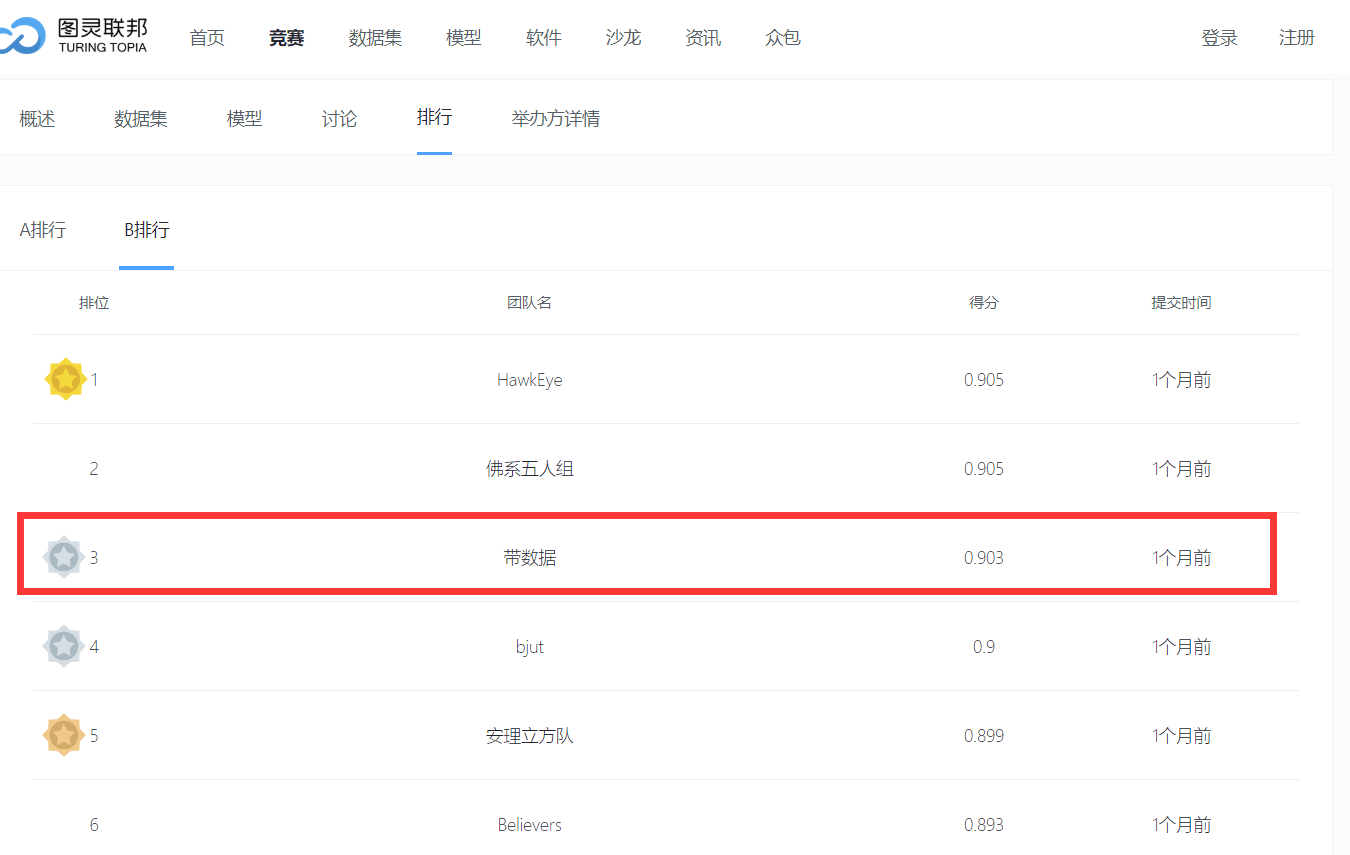 图灵联邦
TURING TOPIA
首页 竞赛 数据集 模型 软件 沙龙 资讯 众包 登录 注册
概述 数据集 模型 讨论 排行 举办方详情
A排行 B排行
排位 团队名 得分 提交时间
1 HawkEye 0.905 1个月前
2 佛系五人组 0.905 1个月前
3 带数据 0.903 1个月前
4 bjut 0.9 1个月前
5 安理立方队 0.899 1个月前
6 Believers 0.893 1个月前